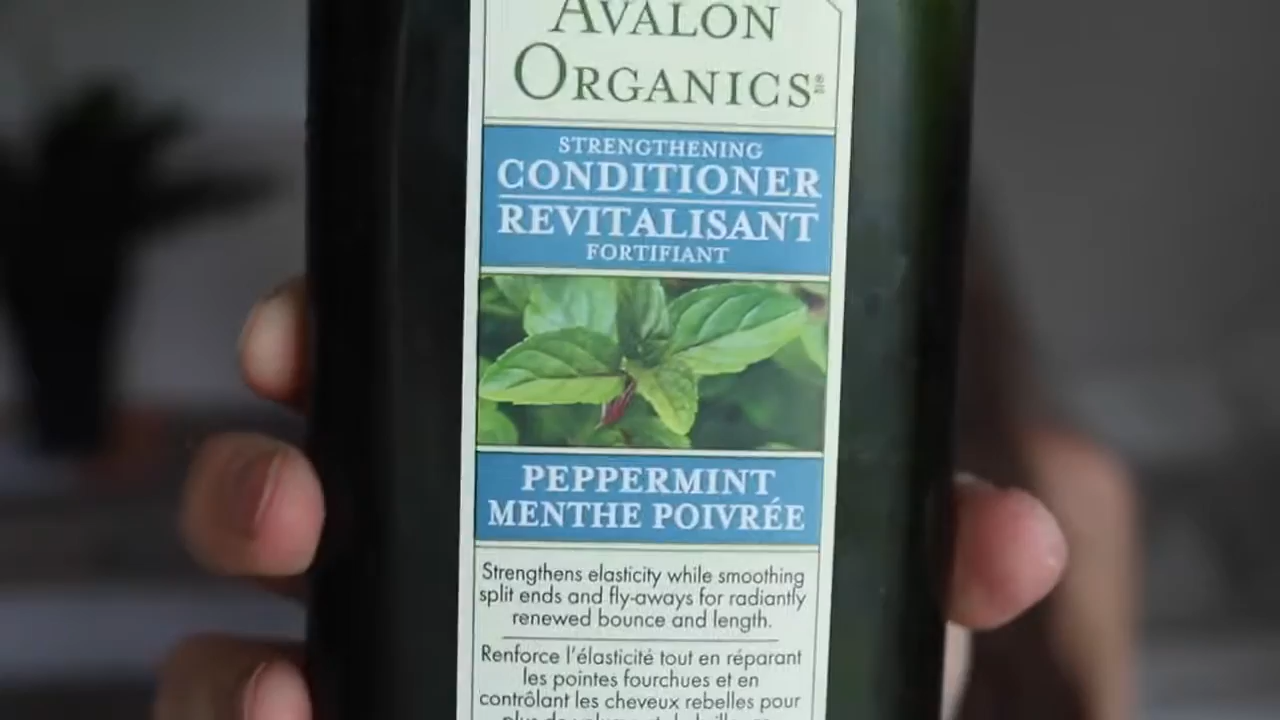 AVALON
ORGANICS®
STRENGTHENING
CONDITIONER
REVITALISANT
FORTIFIANT
PEPPERMINT
MENTHE POIVRÉE
Strengthens elasticity while smoothing
split ends and fly-aways for radiantly
renewed bounce and length.
Renforce l'élasticité tout en réparant
les pointes fourchues et en
contrôlant les cheveux rebelles pour
plus de